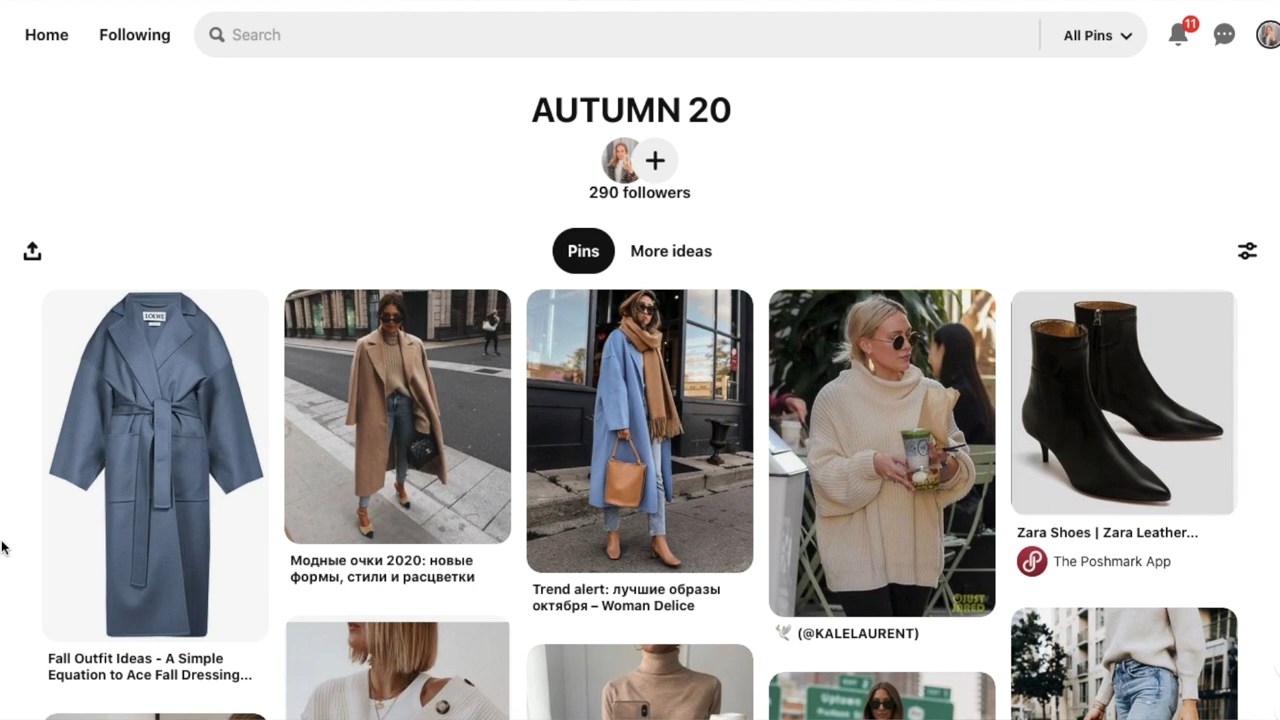 Home
Following
Search
All Pins
11
AUTUMN 20
290 followers
Pins
More ideas
LOEWE
Модные очки 2020: новые
формы, стили и расцветки
Trend alert: лучшие образы
октября – Woman Delice
JUST
JARED
🕊 (@KALELAURENT)
Zara Shoes | Zara Leather...
The Poshmark App
Fall Outfit Ideas - A Simple
Equation to Ace Fall Dressing...